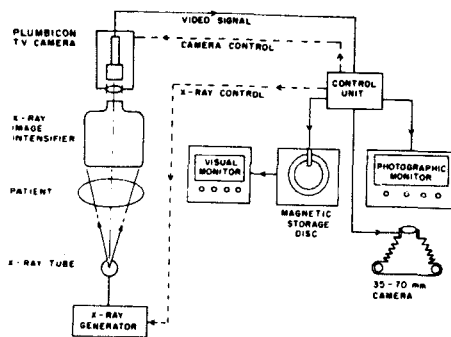 VIDEO SIGNAL
PLUMBICON
TV CAMERA
CAMERA CONTROL
X-RAY CONTROL
CONTROL
UNIT
X-RAY
IMAGE
INTENSIFIER
VISUAL
MONITOR
PHOTOGRAPHIC
MONITOR
PATIENT
MAGNETIC
STORAGE
DISC
X-RAY TUBE
35-70 mm
CAMERA
X-RAY
GENERATOR